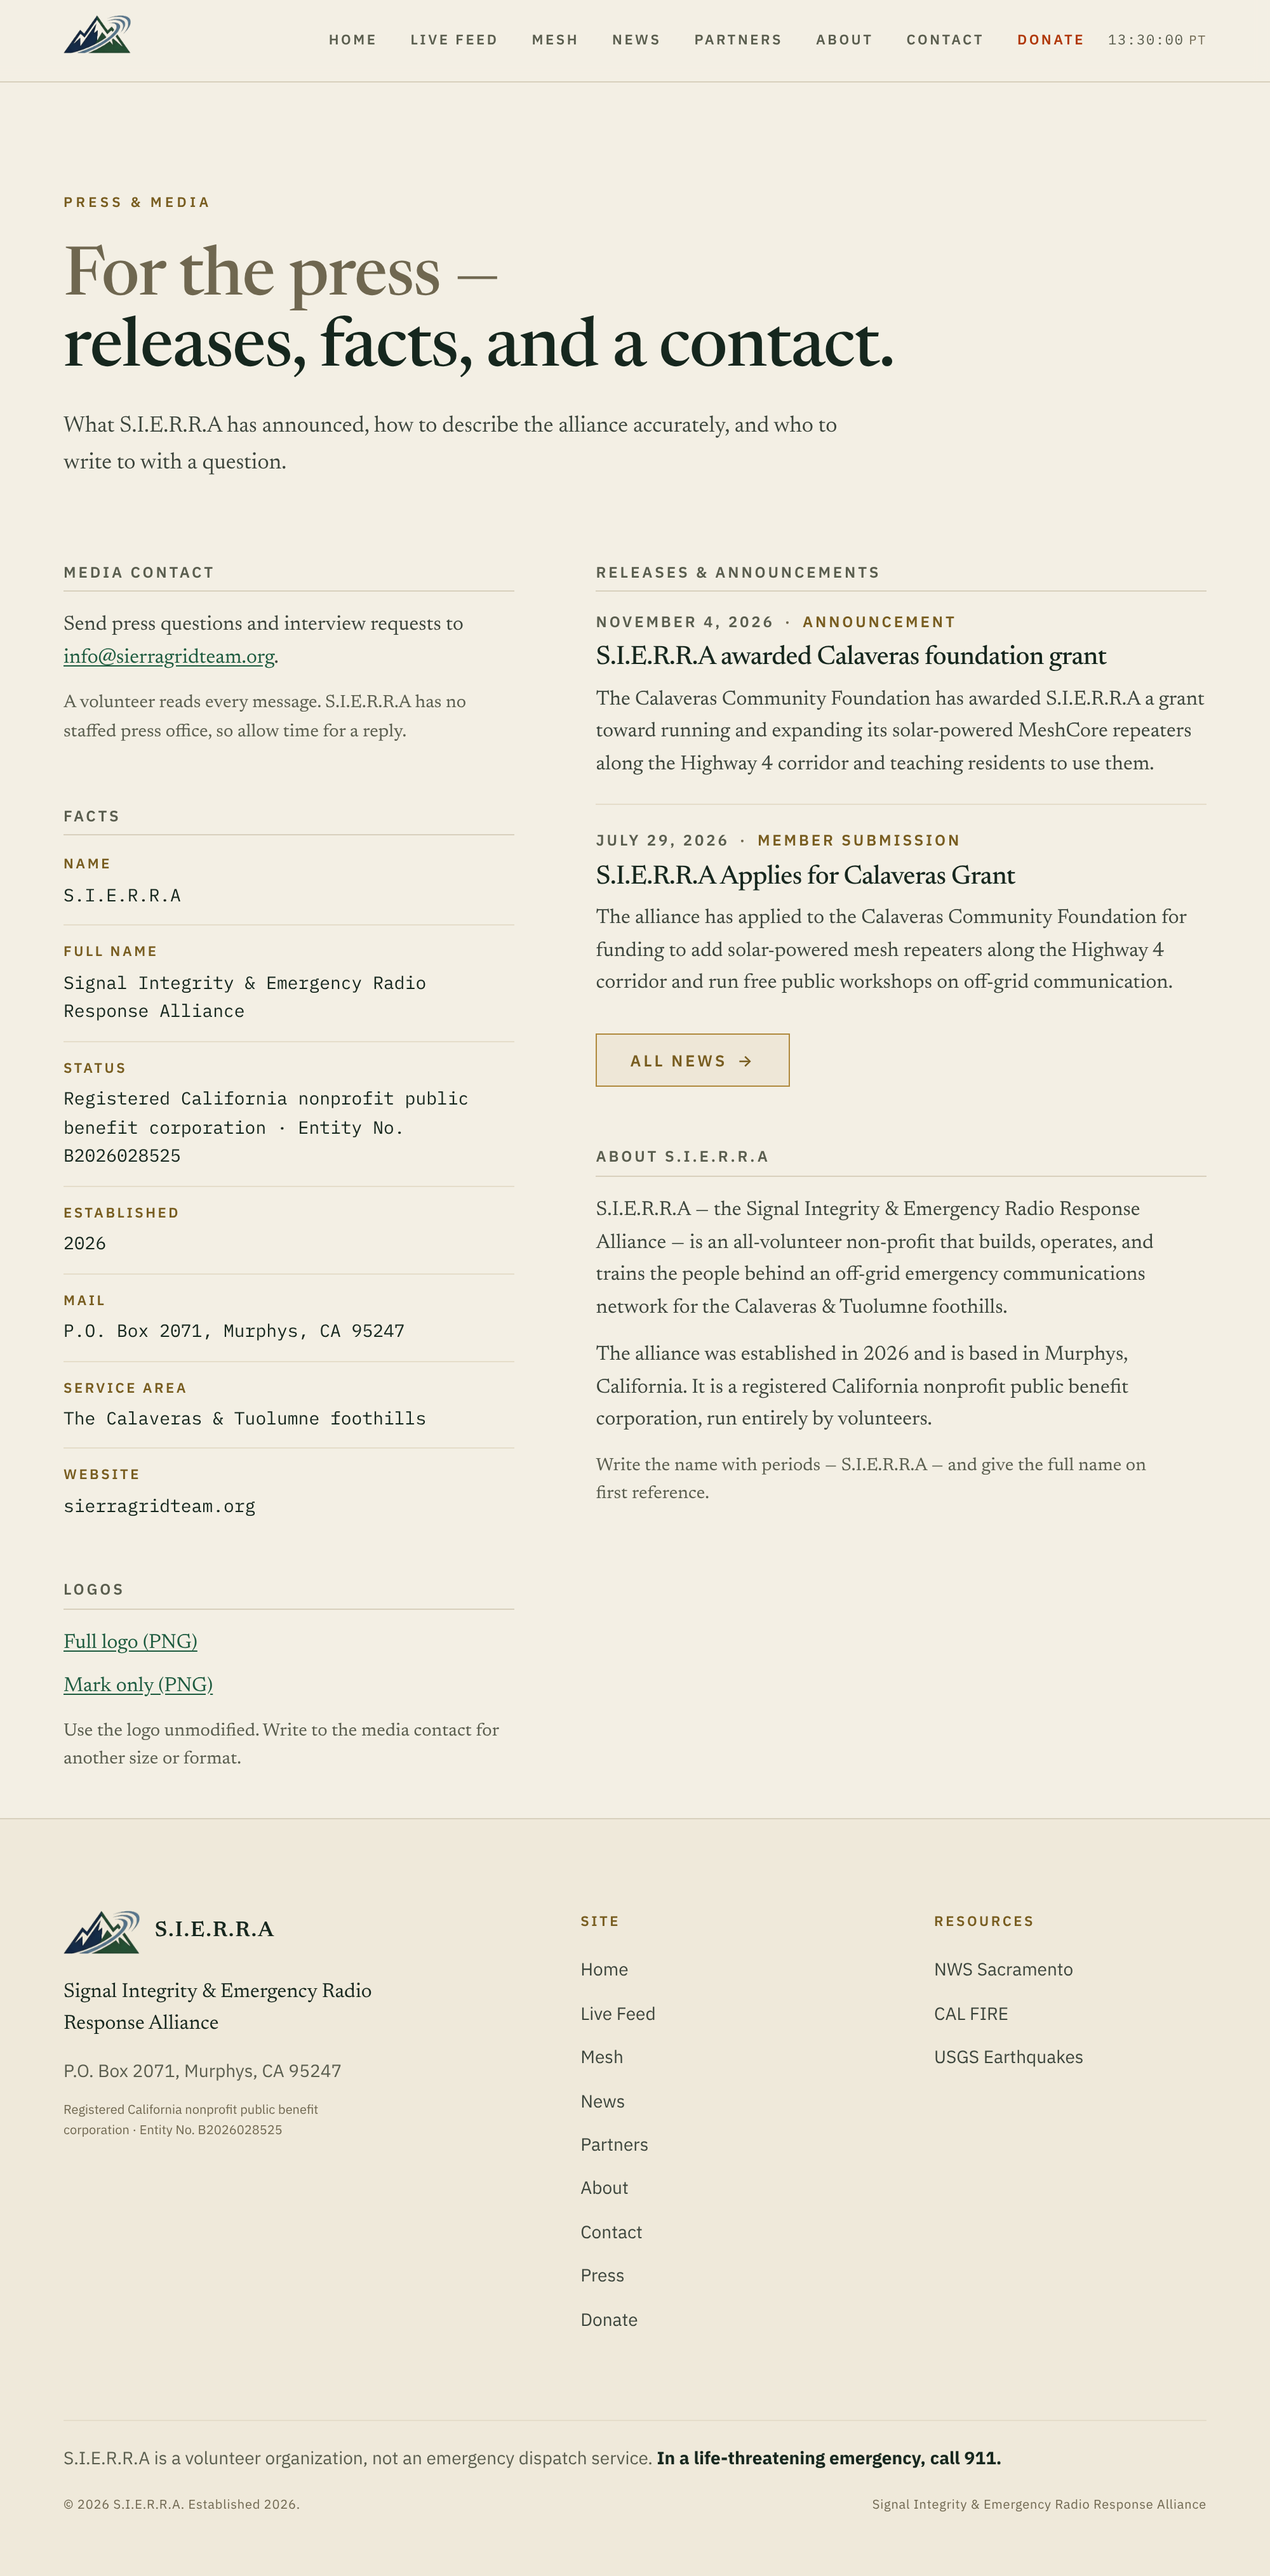 HOME LIVE FEED MESH NEWS PARTNERS ABOUT CONTACT DONATE 13:30:00 PT
PRESS & MEDIA
For the press —
releases, facts, and a contact.
What S.I.E.R.R.A has announced, how to describe the alliance accurately, and who to
write to with a question.
MEDIA CONTACT
Send press questions and interview requests to
info@sierragridteam.org.
A volunteer reads every message. S.I.E.R.R.A has no
staffed press office, so allow time for a reply.
FACTS
NAME
S.I.E.R.R.A
FULL NAME
Signal Integrity & Emergency Radio
Response Alliance
STATUS
Registered California nonprofit public
benefit corporation · Entity No.
B2026028525
ESTABLISHED
2026
MAIL
P.O. Box 2071, Murphys, CA 95247
SERVICE AREA
The Calaveras & Tuolumne foothills
WEBSITE
sierragridteam.org
LOGOS
Full logo (PNG)
Mark only (PNG)
Use the logo unmodified. Write to the media contact for
another size or format.
RELEASES & ANNOUNCEMENTS
NOVEMBER 4, 2026 · ANNOUNCEMENT
S.I.E.R.R.A awarded Calaveras foundation grant
The Calaveras Community Foundation has awarded S.I.E.R.R.A a grant
toward running and expanding its solar-powered MeshCore repeaters
along the Highway 4 corridor and teaching residents to use them.
JULY 29, 2026 · MEMBER SUBMISSION
S.I.E.R.R.A Applies for Calaveras Grant
The alliance has applied to the Calaveras Community Foundation for
funding to add solar-powered mesh repeaters along the Highway 4
corridor and run free public workshops on off-grid communication.
ALL NEWS →
ABOUT S.I.E.R.R.A
S.I.E.R.R.A — the Signal Integrity & Emergency Radio Response
Alliance — is an all-volunteer non-profit that builds, operates, and
trains the people behind an off-grid emergency communications
network for the Calaveras & Tuolumne foothills.
The alliance was established in 2026 and is based in Murphys,
California. It is a registered California nonprofit public benefit
corporation, run entirely by volunteers.
Write the name with periods — S.I.E.R.R.A — and give the full name on
first reference.
S.I.E.R.R.A
Signal Integrity & Emergency Radio
Response Alliance
P.O. Box 2071, Murphys, CA 95247
Registered California nonprofit public benefit
corporation · Entity No. B2026028525
SITE
Home
Live Feed
Mesh
News
Partners
About
Contact
Press
Donate
RESOURCES
NWS Sacramento
CAL FIRE
USGS Earthquakes
S.I.E.R.R.A is a volunteer organization, not an emergency dispatch service. In a life-threatening emergency, call 911.
© 2026 S.I.E.R.R.A. Established 2026.
Signal Integrity & Emergency Radio Response Alliance